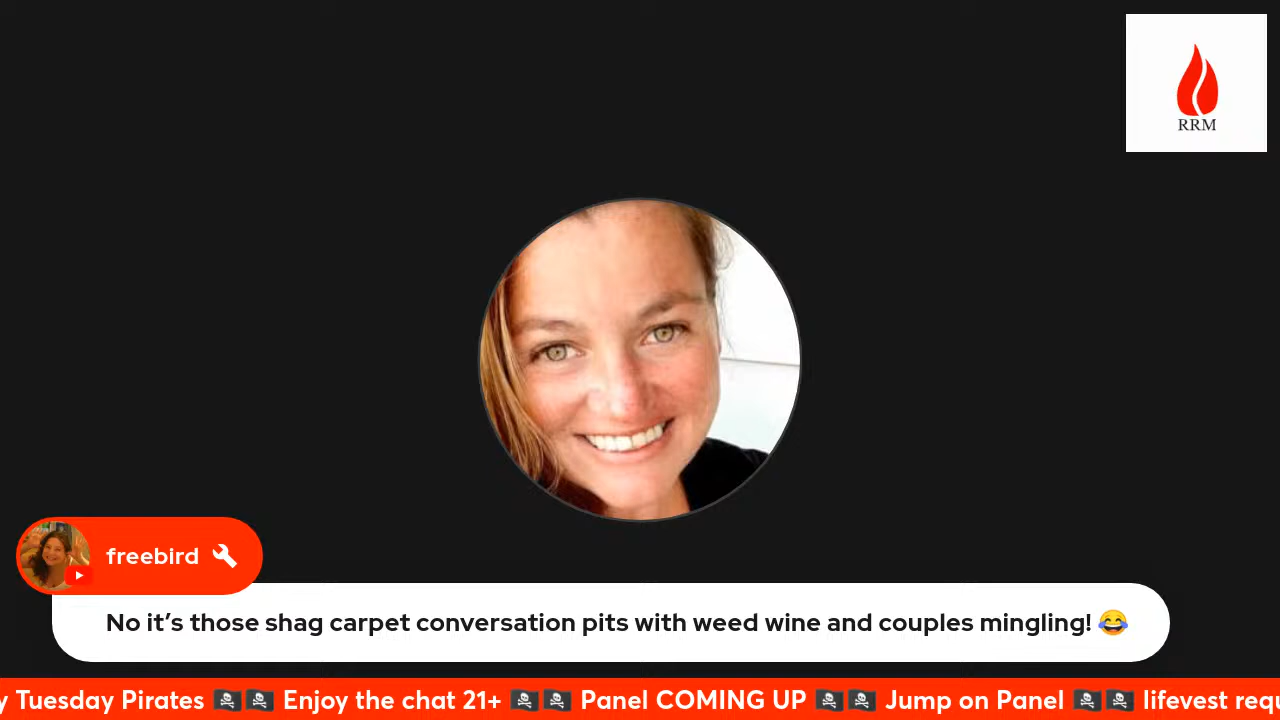 RRM
freebird
No it’s those shag carpet conversation pits with weed wine and couples mingling! 😂
Tuesday Pirates 🏴‍☠️🏴‍☠️ Enjoy the chat 21+ 🏴‍☠️🏴‍☠️ Panel COMING UP 🏴‍☠️🏴‍☠️ Jump on Panel 🏴‍☠️🏴‍☠️ lifevest